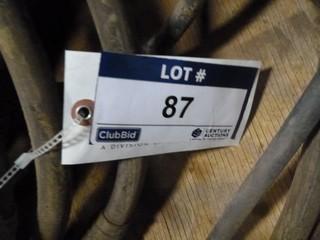 LOT #
87
ClubBid
CENTURY
AUCTIONS
A DIVISION